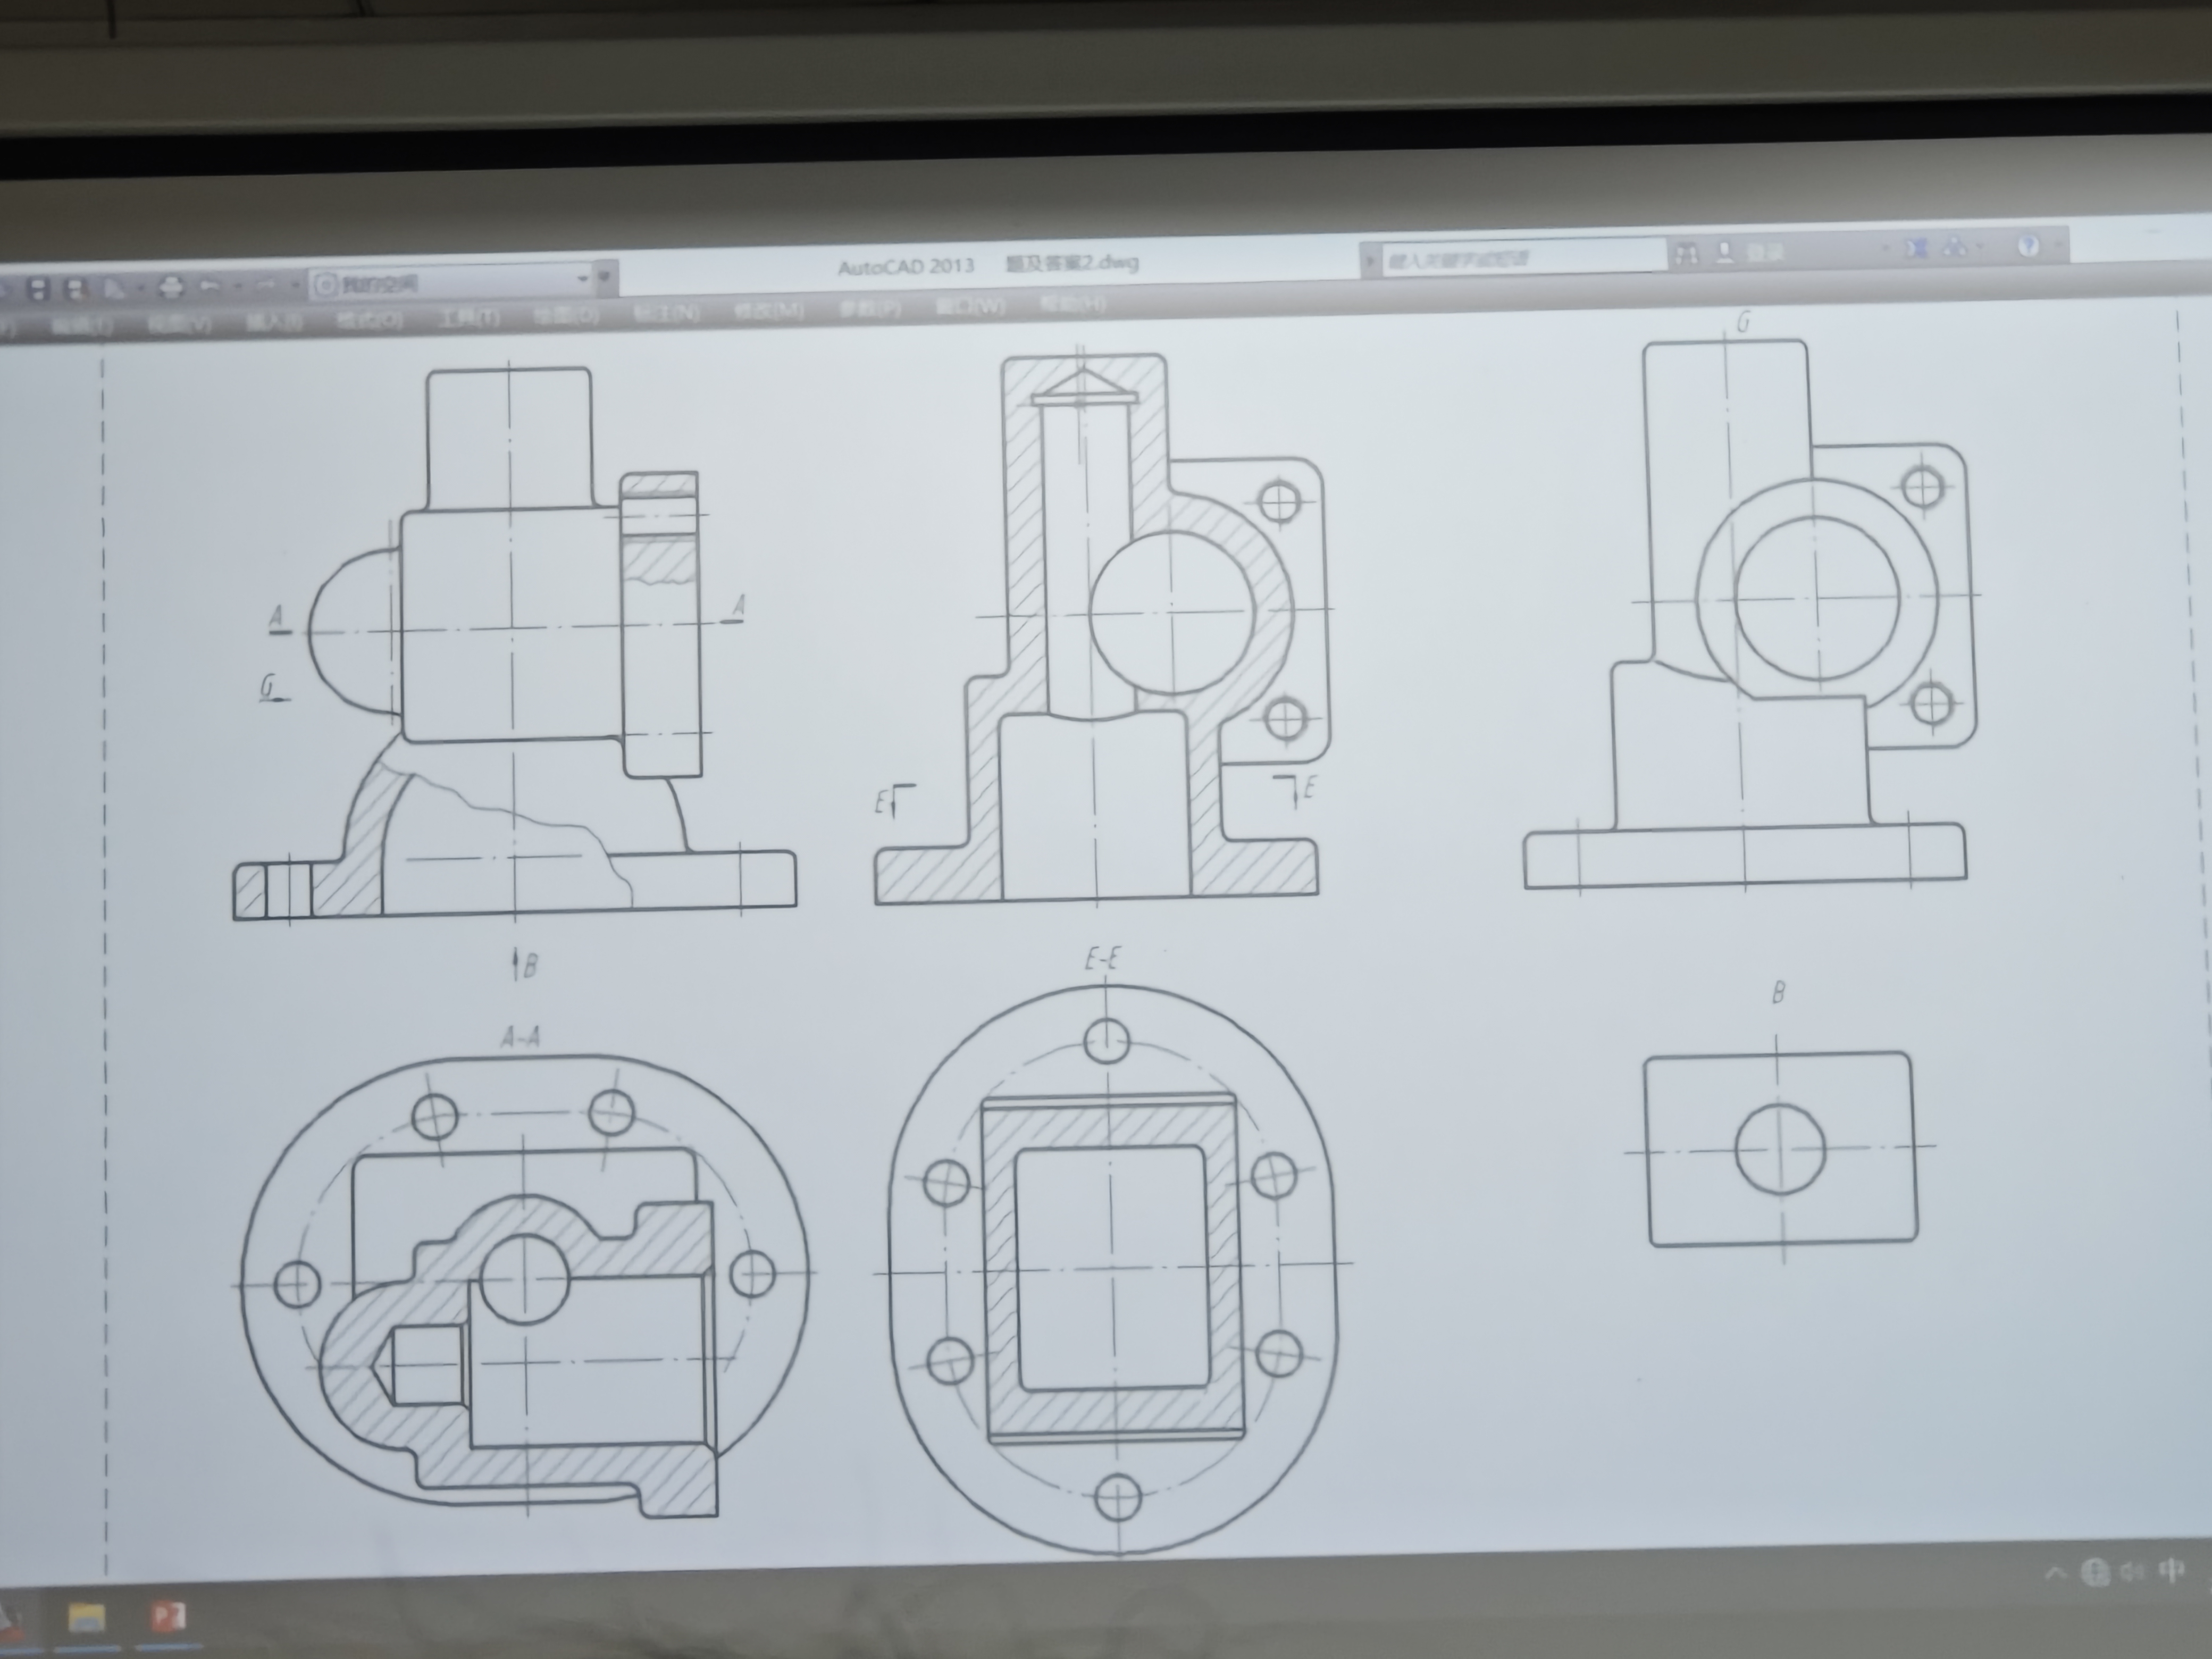 AutoCAD 2013 题及答案2.dwg
我的空间
键入关键字或短语
登录
编辑(E) 视图(V) 插入(I) 格式(O) 工具(T) 绘图(D) 标注(N) 修改(M) 参数(P) 窗口(W) 帮助(H)
G
A A
G
E E
B
E-E
B
A-A
中